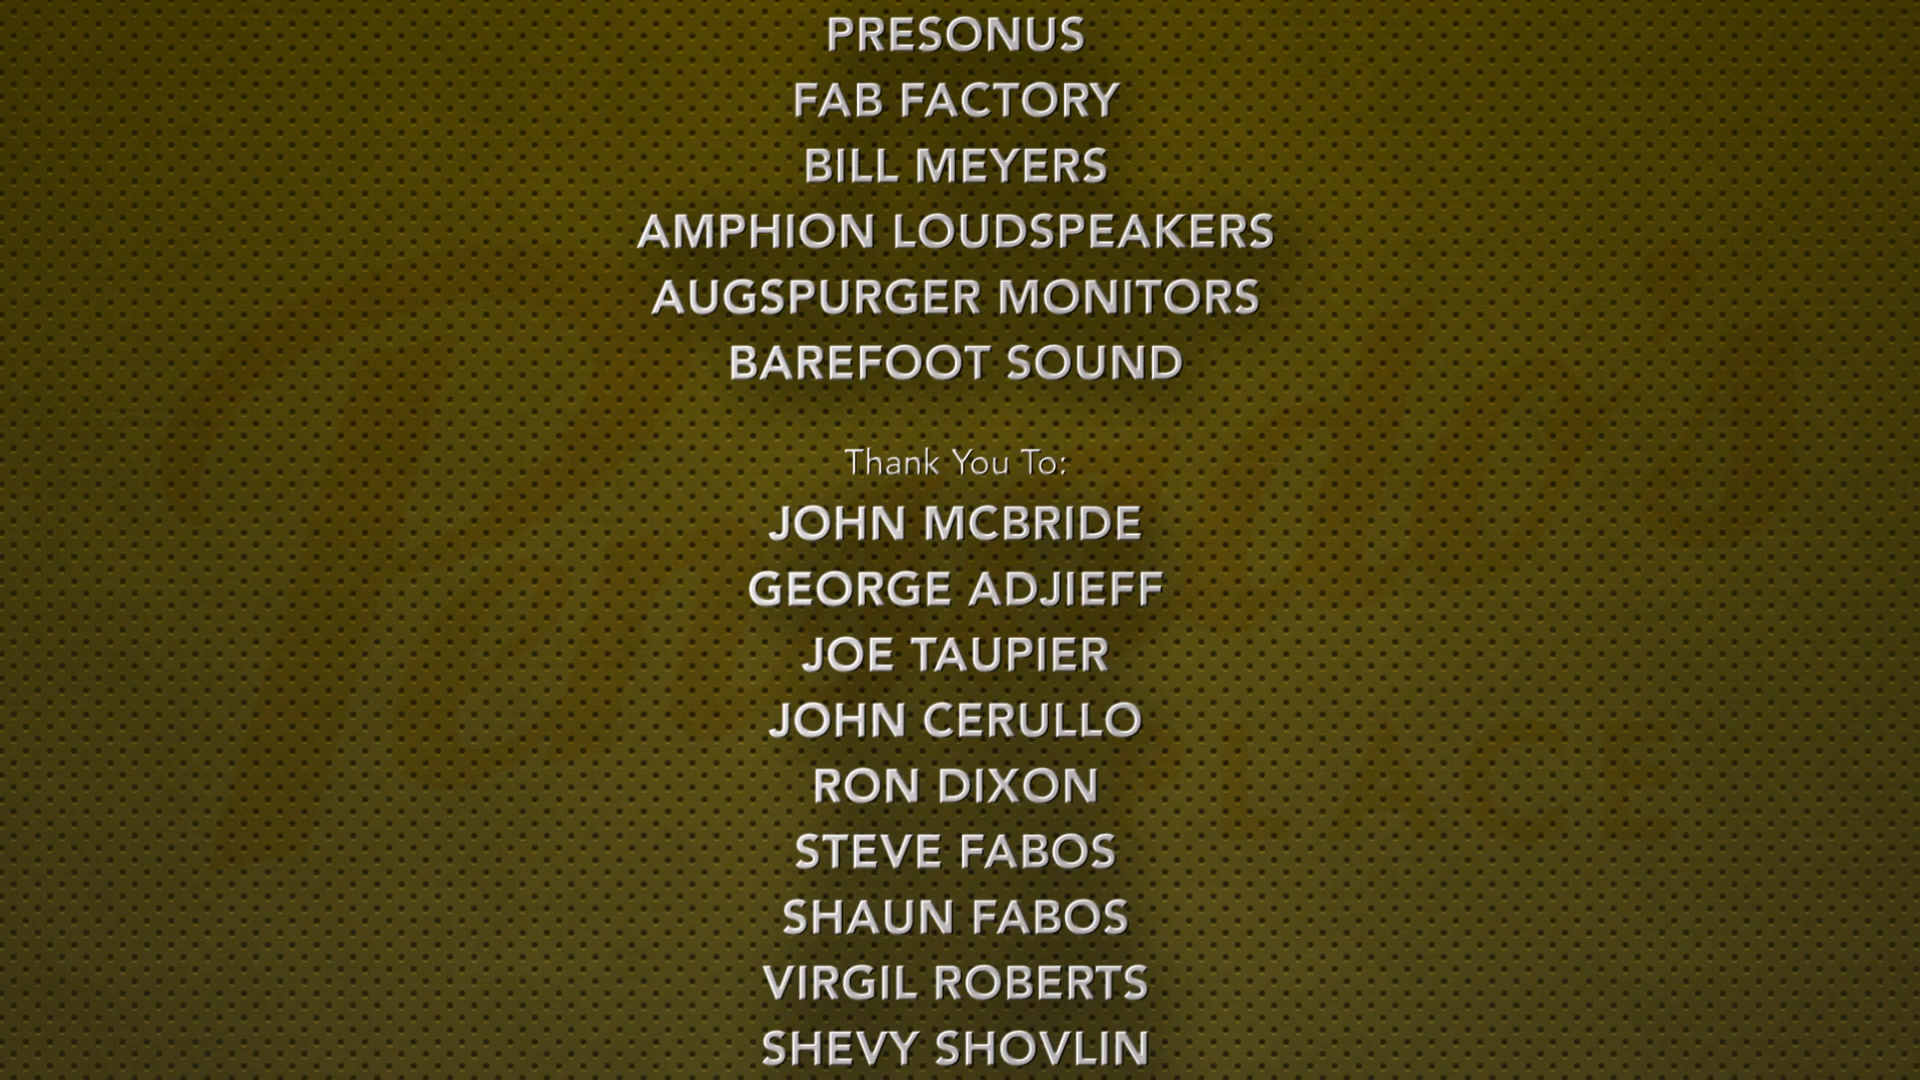 PRESONUS
FAB FACTORY
BILL MEYERS
AMPHION LOUDSPEAKERS
AUGSPURGER MONITORS
BAREFOOT SOUND
Thank You To:
JOHN MCBRIDE
GEORGE ADJIEFF
JOE TAUPIER
JOHN CERULLO
RON DIXON
STEVE FABOS
SHAUN FABOS
VIRGIL ROBERTS
SHEVY SHOVLIN